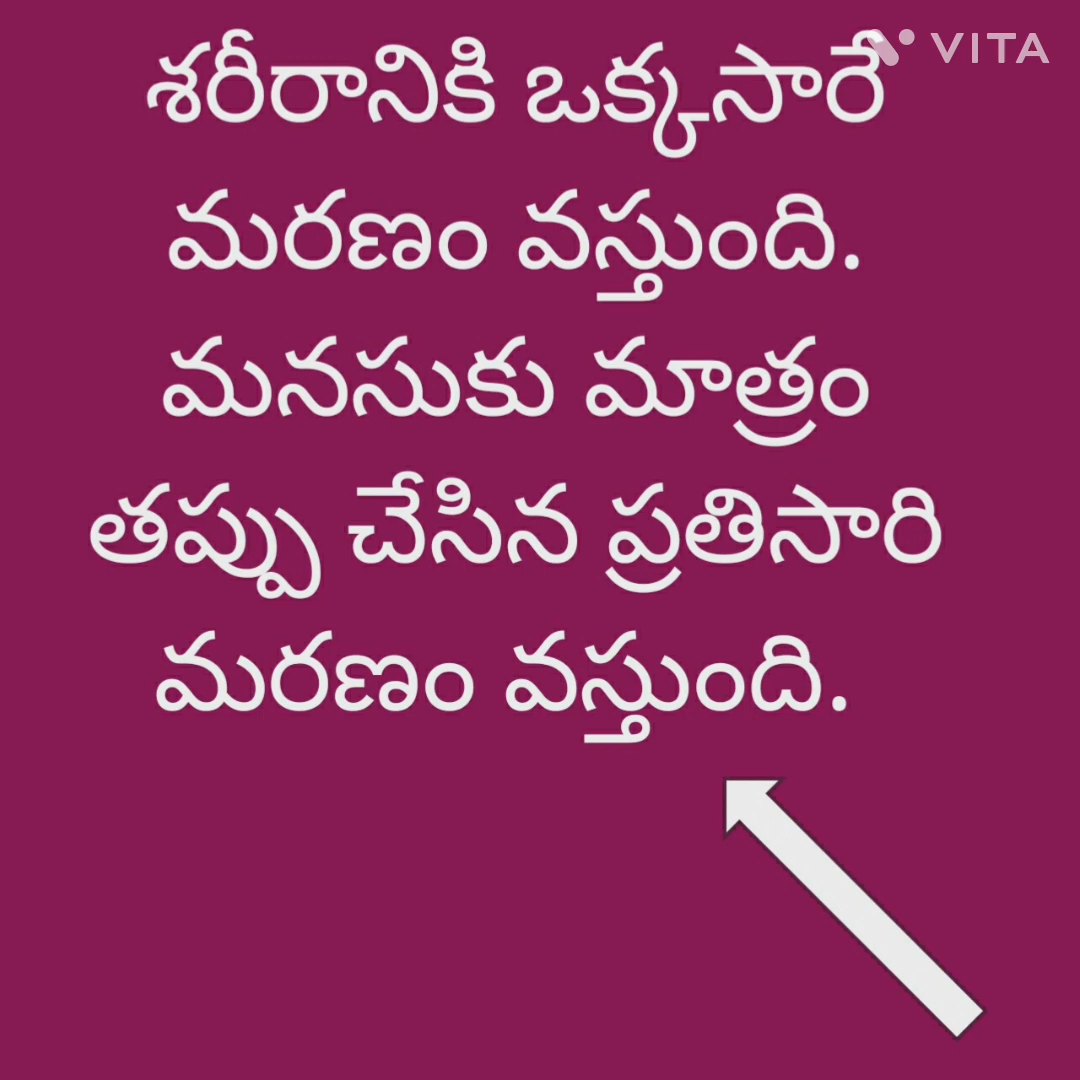 VITA
శరీరానికి ఒక్కసారే
మరణం వస్తుంది.
మనసుకు మాత్రం
తప్పు చేసిన ప్రతిసారి
మరణం వస్తుంది.